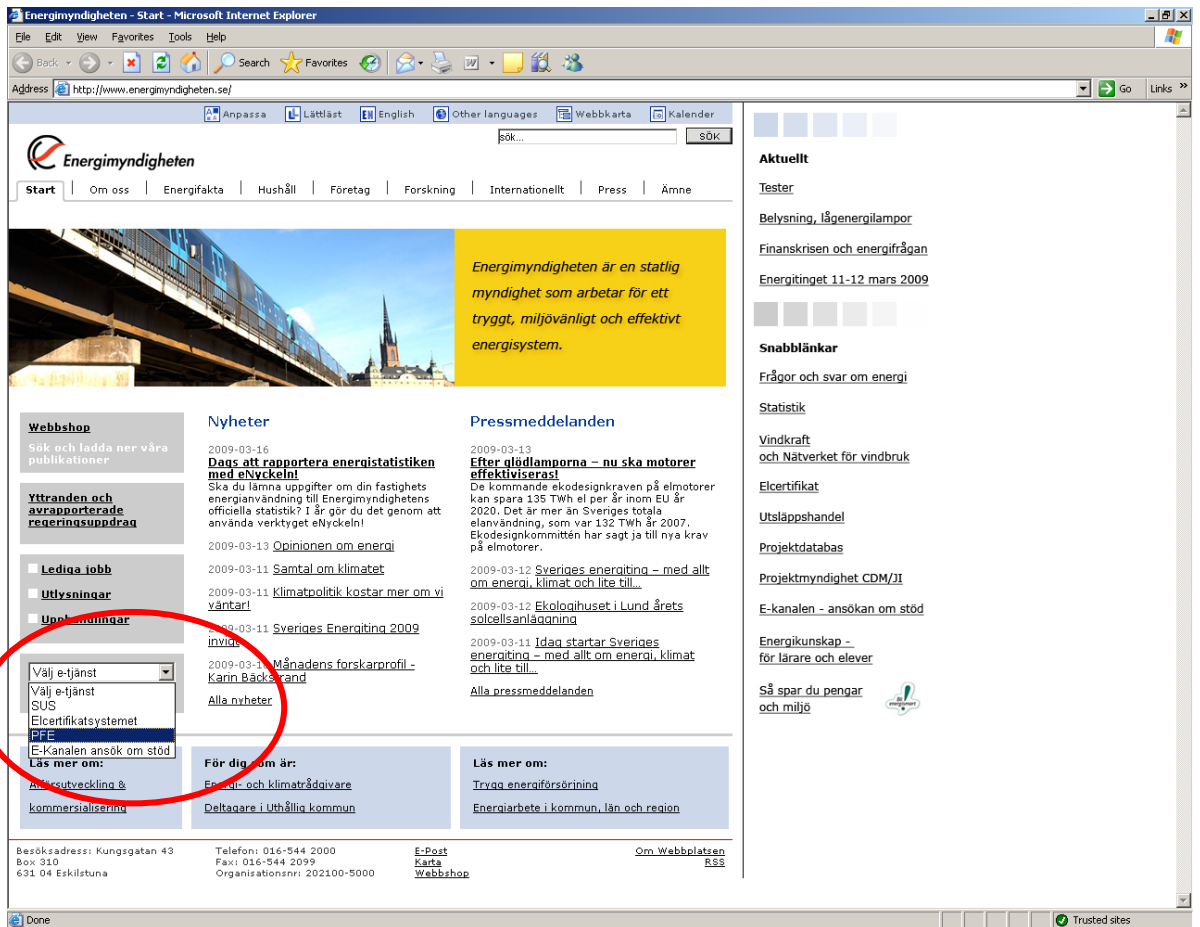 Energimyndigheten - Start - Microsoft Internet Explorer
File Edit View Favorites Tools Help
Back Search Favorites
Address http://www.energimyndigheten.se/ Go Links »
Anpassa Lättläst EN English Other languages Webbkarta Kalender
sök... SÖK
Energimyndigheten
Start Om oss Energifakta Hushåll Företag Forskning Internationellt Press Ämne
Energimyndigheten är en statlig
myndighet som arbetar för ett
tryggt, miljövänligt och effektivt
energisystem.
Webbshop
Sök och ladda ner våra
publikationer
Yttranden och
avrapporterade
regeringsuppdrag
Lediga jobb
Utlysningar
Upphandlingar
Välj e-tjänst
Välj e-tjänst
SUS
Elcertifikatsystemet
PFE
E-Kanalen ansök om stöd
Nyheter
2009-03-16
Dags att rapportera energistatistiken
med eNyckeln!
Ska du lämna uppgifter om din fastighets
energianvändning till Energimyndighetens
officiella statistik? I år gör du det genom att
använda verktyget eNyckeln!
2009-03-13 Opinionen om energi
2009-03-11 Samtal om klimatet
2009-03-11 Klimatpolitik kostar mer om vi
väntar!
2009-03-11 Sveriges Energiting 2009
invigt
Månadens forskarprofil -
Karin Bäckstrand
Alla nyheter
Pressmeddelanden
2009-03-13
Efter glödlamporna – nu ska motorer
effektiviseras!
De kommande ekodesignkraven på elmotorer
kan spara 135 TWh el per år inom EU år
2020. Det är mer än Sveriges totala
elanvändning, som var 132 TWh år 2007.
Ekodesignkommittén har sagt ja till nya krav
på elmotorer.
2009-03-12 Sveriges energiting – med allt
om energi, klimat och lite till...
2009-03-12 Ekologihuset i Lund årets
solcellsanläggning
2009-03-11 Idag startar Sveriges
energiting – med allt om energi, klimat
och lite till...
Alla pressmeddelanden
Läs mer om:
Affärsutveckling &
kommersialisering
För dig som är:
Energi- och klimatrådgivare
Deltagare i Uthållig kommun
Läs mer om:
Trygg energiförsörjning
Energiarbete i kommun, län och region
Besöksadress: Kungsgatan 43
Box 310
631 04 Eskilstuna
Telefon: 016-544 2000
Fax: 016-544 2099
Organisationsnr: 202100-5000
E-Post
Karta
Webbshop
Om Webbplatsen
RSS
Aktuellt
Tester
Belysning, lågenergilampor
Finanskrisen och energifrågan
Energitinget 11-12 mars 2009
Snabblänkar
Frågor och svar om energi
Statistik
Vindkraft
och Nätverket för vindbruk
Elcertifikat
Utsläppshandel
Projektdatabas
Projektmyndighet CDM/JI
E-kanalen - ansökan om stöd
Energikunskap -
för lärare och elever
Så spar du pengar
och miljö
Done Trusted sites